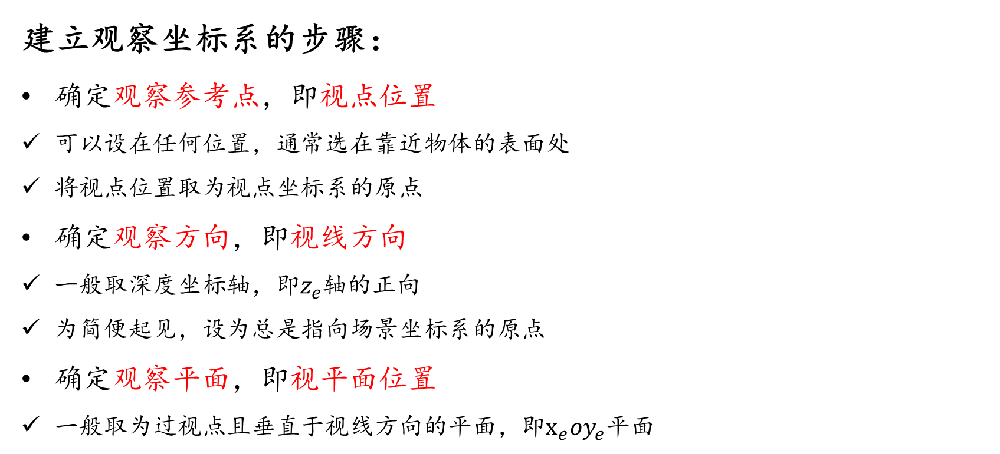 建立观察坐标系的步骤：
• 确定观察参考点，即视点位置
✓ 可以设在任何位置，通常选在靠近物体的表面处
✓ 将视点位置取为视点坐标系的原点
• 确定观察方向，即视线方向
✓ 一般取深度坐标轴，即zₑ轴的正向
✓ 为简便起见，设为总是指向场景坐标系的原点
• 确定观察平面，即视平面位置
✓ 一般取为过视点且垂直于视线方向的平面，即xₑoyₑ平面